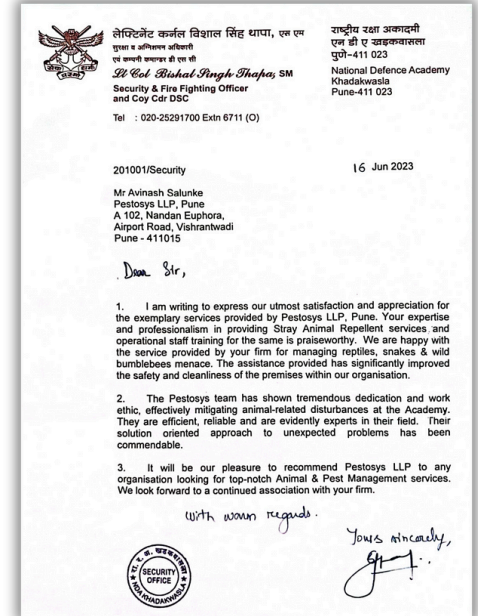 लेफ्टिनेंट कर्नल विशाल सिंह थापा, एस एम
सुरक्षा व अग्निशमन अधिकारी
एवं कम्पनी कमान्डर डी एस सी
Lt Col Bishal Singh Thapa, SM
Security & Fire Fighting Officer
and Coy Cdr DSC
Tel : 020-25291700 Extn 6711 (O)
राष्ट्रीय रक्षा अकादमी
एन डी ए खडकवासला
पुणे–411 023
National Defence Academy
Khadakwasla
Pune-411 023
201001/Security
16 Jun 2023
Mr Avinash Salunke
Pestosys LLP, Pune
A 102, Nandan Euphora,
Airport Road, Vishrantwadi
Pune - 411015
Dear Sir,
1. I am writing to express our utmost satisfaction and appreciation for
the exemplary services provided by Pestosys LLP, Pune. Your expertise
and professionalism in providing Stray Animal Repellent services and
operational staff training for the same is praiseworthy. We are happy with
the service provided by your firm for managing reptiles, snakes & wild
bumblebees menace. The assistance provided has significantly improved
the safety and cleanliness of the premises within our organisation.
2. The Pestosys team has shown tremendous dedication and work
ethic, effectively mitigating animal-related disturbances at the Academy.
They are efficient, reliable and are evidently experts in their field. Their
solution oriented approach to unexpected problems has been
commendable.
3. It will be our pleasure to recommend Pestosys LLP to any
organisation looking for top-notch Animal & Pest Management services.
We look forward to a continued association with your firm.
with warm regards.
Yours sincerely,
SECURITY
OFFICE
NDA KHADAKWASLA